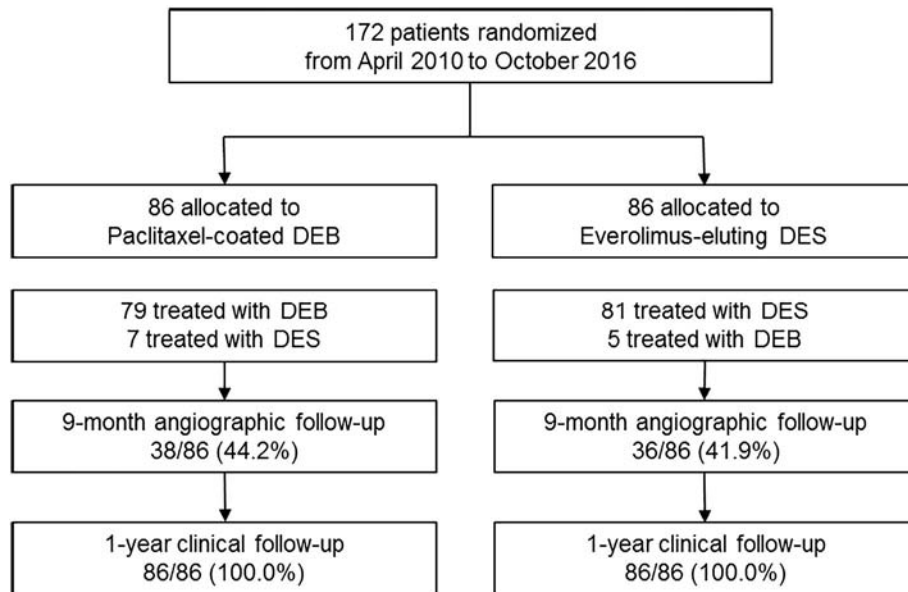 172 patients randomized
from April 2010 to October 2016
86 allocated to
Paclitaxel-coated DEB
86 allocated to
Everolimus-eluting DES
79 treated with DEB
7 treated with DES
81 treated with DES
5 treated with DEB
9-month angiographic follow-up
38/86 (44.2%)
9-month angiographic follow-up
36/86 (41.9%)
1-year clinical follow-up
86/86 (100.0%)
1-year clinical follow-up
86/86 (100.0%)